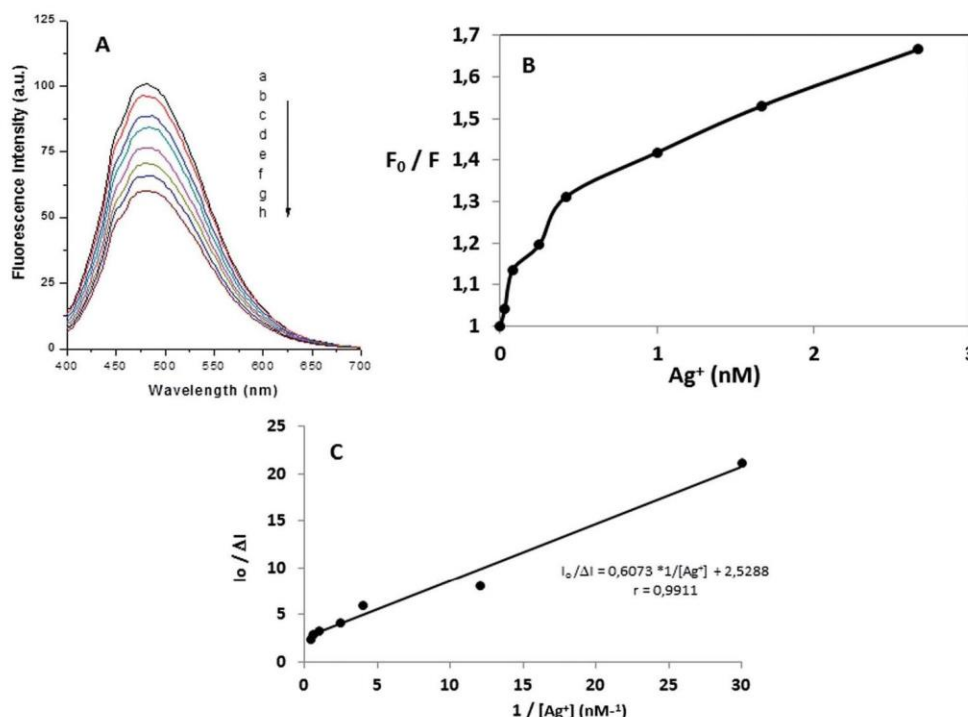 A
125
100
75
50
25
0
400 450 500 550 600 650 700
Fluorescence Intensity (a.u.)
Wavelength (nm)
a
b
c
d
e
f
g
h
B
1,7
1,6
1,5
1,4
1,3
1,2
1,1
1
F₀ / F
0 1 2 3
Ag⁺ (nM)
C
25
20
15
10
5
0
Io / ΔI
I₀/ΔI = 0,6073 *1/[Ag⁺] + 2,5288
r = 0,9911
0 5 10 15 20 25 30
1 / [Ag⁺] (nM-¹)